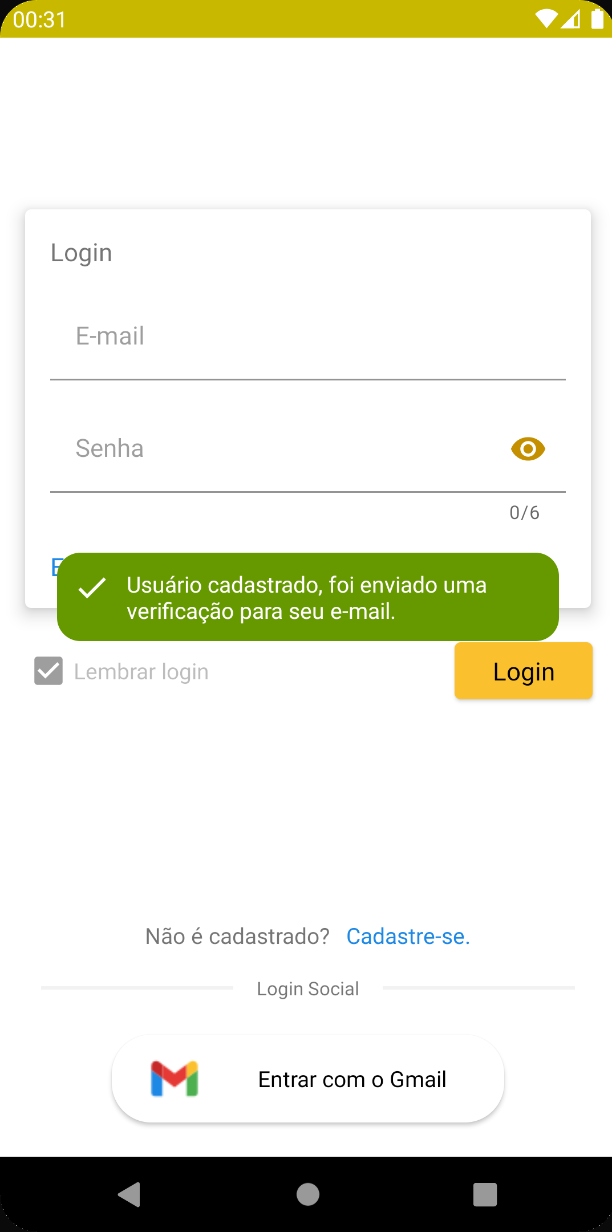 00:31
Login
E-mail
Senha
0/6
Usuário cadastrado, foi enviado uma
verificação para seu e-mail.
Lembrar login
Login
Não é cadastrado? Cadastre-se.
Login Social
Entrar com o Gmail